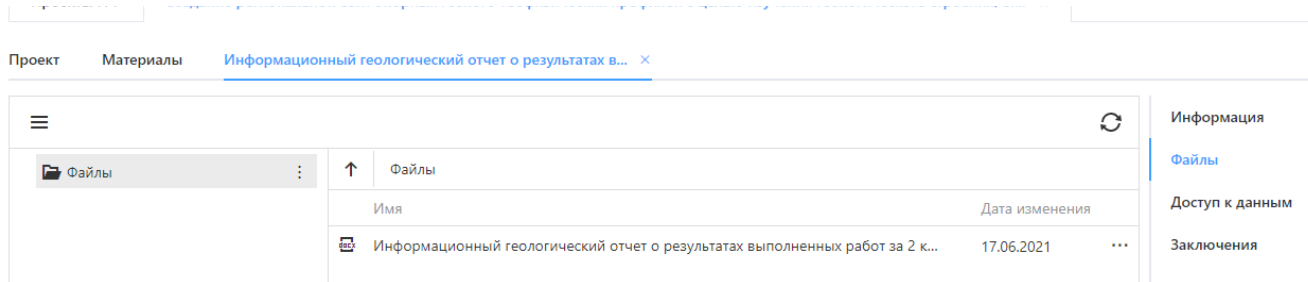 Проект Материалы Информационный геологический отчет о результатах в... ×
Информация
Файлы
Файлы
Файлы
Доступ к данным
Имя Дата изменения
Информационный геологический отчет о результатах выполненных работ за 2 к... 17.06.2021 ...
Заключения